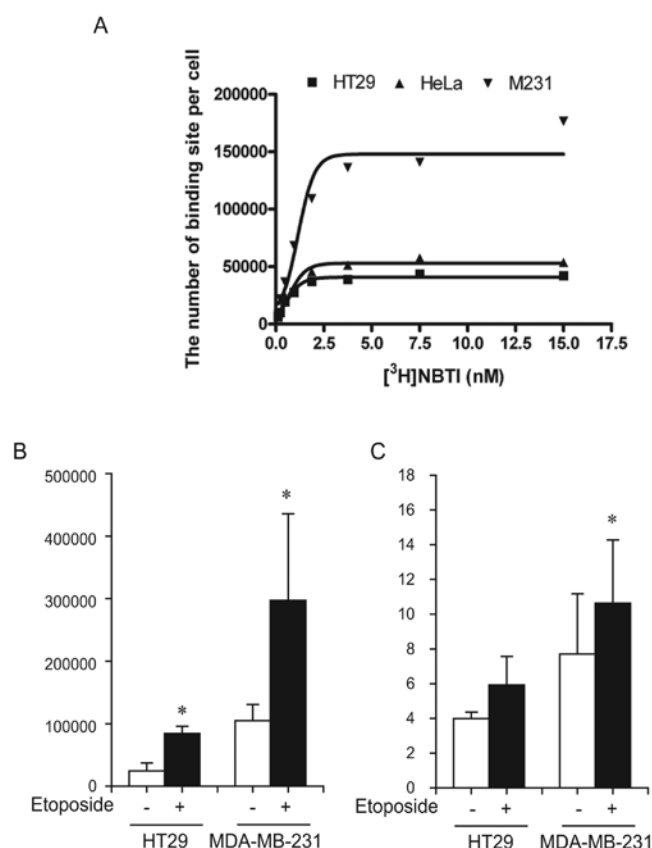 A
■ HT29 ▲ HeLa ▼ M231
The number of binding site per cell
200000
150000
100000
50000
0
0.0 2.5 5.0 7.5 10.0 12.5 15.0 17.5
[³H]NBTI (nM)
B
500000
400000
300000
200000
100000
0
* *
Etoposide - + - +
HT29 MDA-MB-231
C
18
16
14
12
10
8
6
4
2
0
*
Etoposide - + - +
HT29 MDA-MB-231